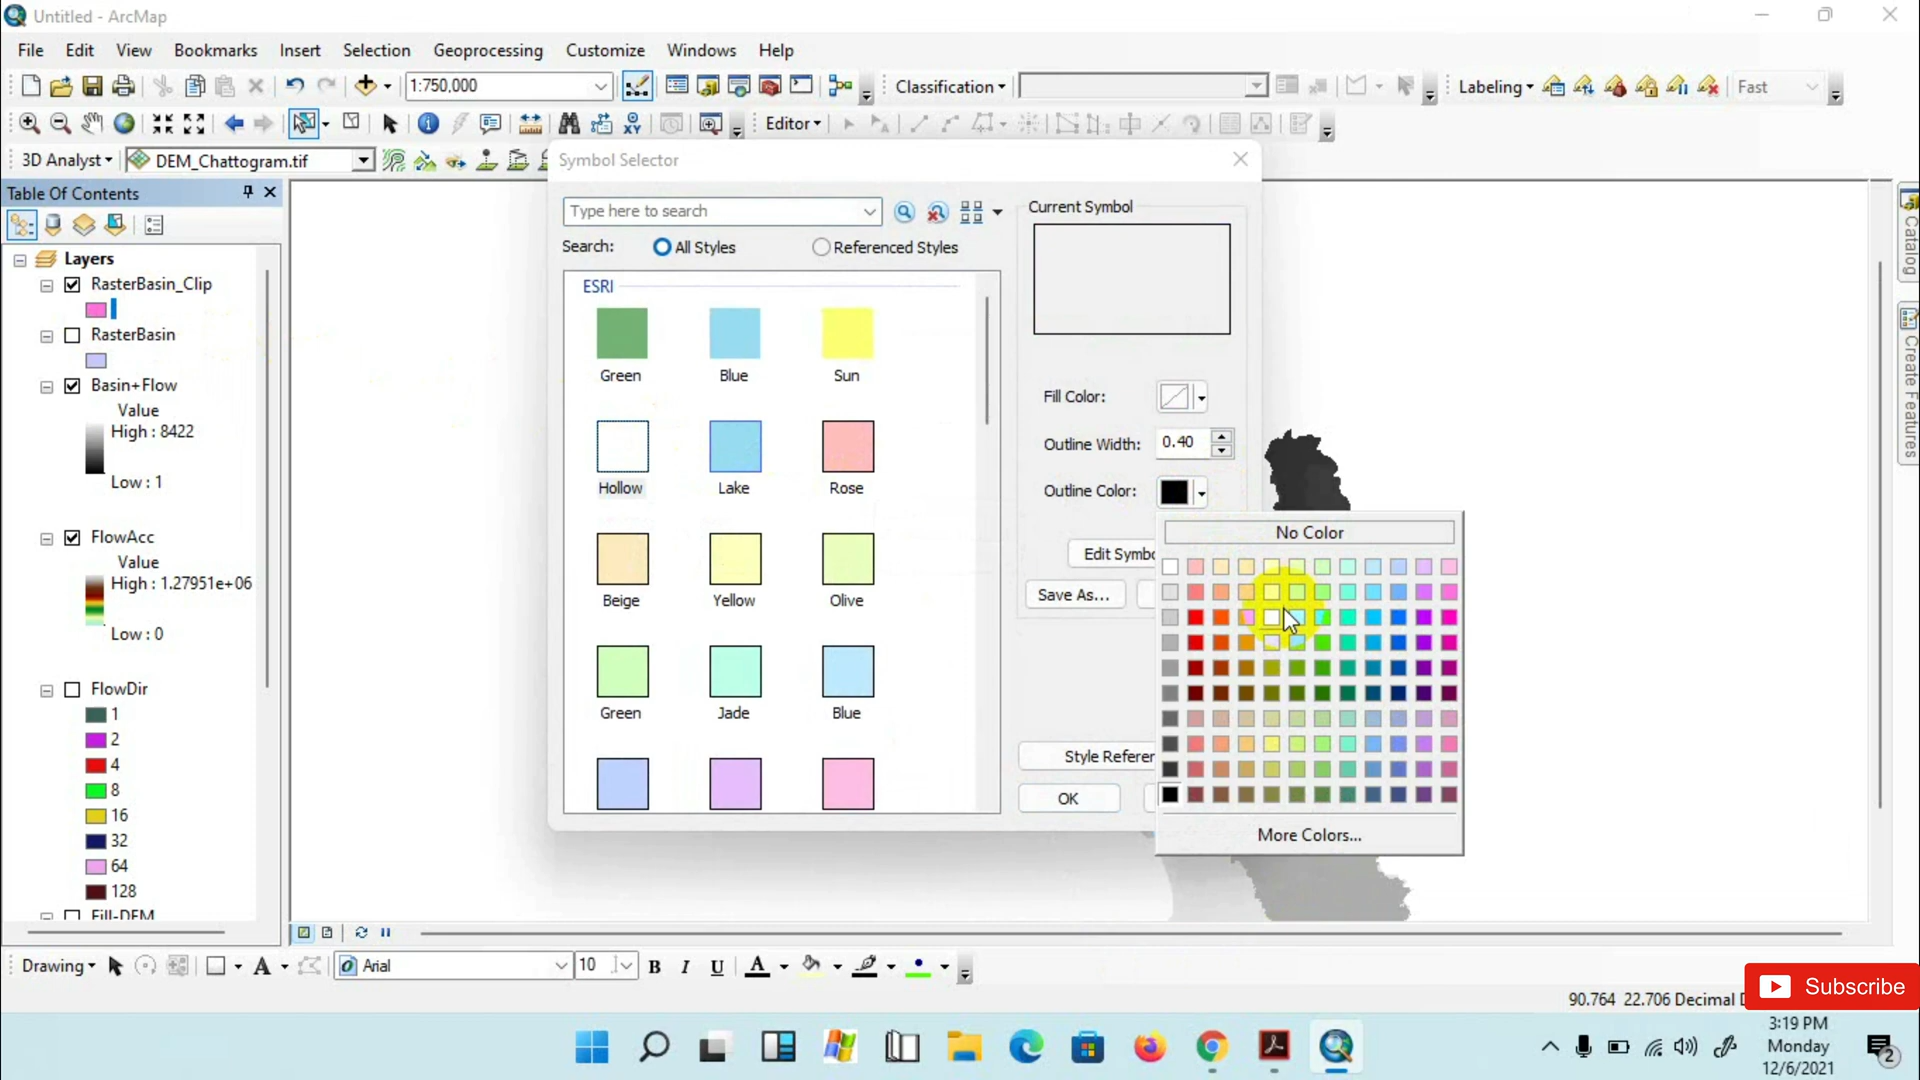 Untitled - ArcMap
File Edit View Bookmarks Insert Selection Geoprocessing Customize Windows Help
1:750,000
Classification
Labeling
Fast
Editor
3D Analyst
DEM_Chattogram.tif
Table Of Contents
Layers
RasterBasin_Clip
RasterBasin
Basin+Flow
Value
High : 8422
Low : 1
FlowAcc
Value
High : 1.27951e+06
Low : 0
FlowDir
1
2
4
8
16
32
64
128
Fill-DEM
Symbol Selector
Type here to search
Search: All Styles Referenced Styles
ESRI
Green Blue Sun
Hollow Lake Rose
Beige Yellow Olive
Green Jade Blue
Current Symbol
Fill Color:
Outline Width: 0.40
Outline Color:
Edit Symbo
Save As...
Style Referer
OK
No Color
More Colors...
Catalog
Create Features
Drawing
A
Arial
10
B I U A
Subscribe
90.764 22.706 Decimal D
3:19 PM
Monday
12/6/2021
2